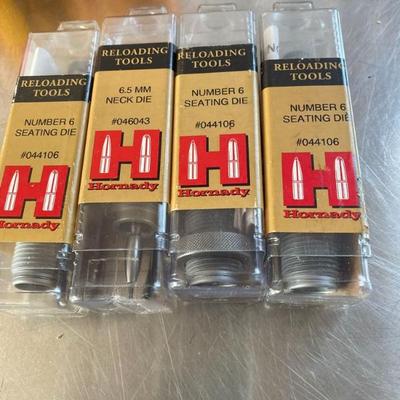 RELOADING
TOOLS
NUMBER 6
SEATING DIE
#044106
H
Hornady
RELOADING
TOOLS
6.5 MM
NECK DIE
#046043
H
Hornady
RELOADING
TOOLS
NUMBER 6
SEATING DIE
#044106
H
Hornady
RELOADING
TOOLS
NUMBER 6
SEATING DIE
#044106
H
Hornady